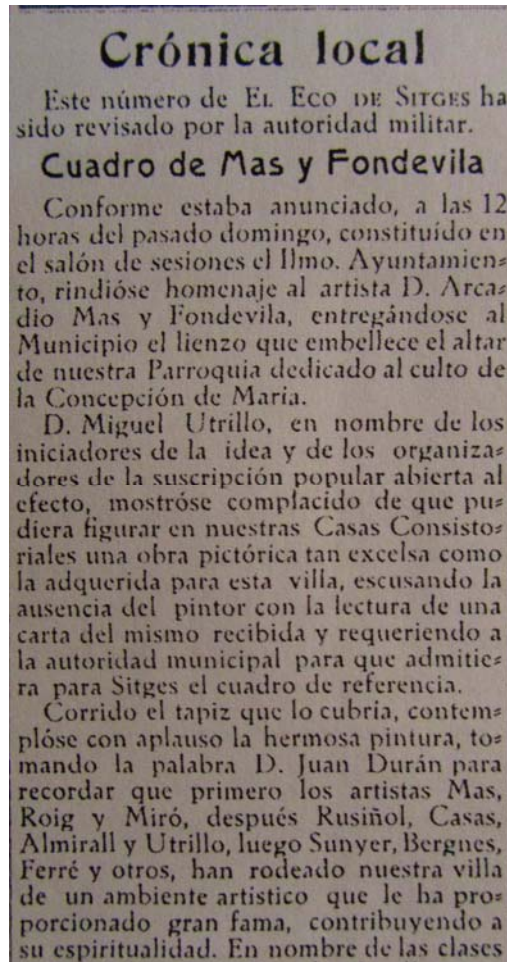 Crónica local
Este número de EL ECO DE SITGES ha
sido revisado por la autoridad militar.
Cuadro de Mas y Fondevila
Conforme estaba anunciado, a las 12
horas del pasado domingo, constituído en
el salón de sesiones el Ilmo. Ayuntamien=
to, rindióse homenaje al artista D. Arca=
dio Mas y Fondevila, entregándose al
Municipio el lienzo que embellece el altar
de nuestra Parroquia dedicado al culto de
la Concepción de María.
D. Miguel Utrillo, en nombre de los
iniciadores de la idea y de los organiza=
dores de la suscripción popular abierta al
efecto, mostróse complacido de que pu=
diera figurar en nuestras Casas Consisto=
riales una obra pictórica tan excelsa como
la adquerida para esta villa, escusando la
ausencia del pintor con la lectura de una
carta del mismo recibida y requeriendo a
la autoridad municipal para que admitie=
ra para Sitges el cuadro de referencia.
Corrido el tapiz que lo cubría, contem=
plóse con aplauso la hermosa pintura, to=
mando la palabra D. Juan Durán para
recordar que primero los artistas Mas,
Roig y Miró, después Rusiñol, Casas,
Almirall y Utrillo, luego Sunyer, Bergnes,
Ferré y otros, han rodeado nuestra villa
de un ambiente artístico que le ha pro=
porcionado gran fama, contribuyendo a
su espiritualidad. En nombre de las clases